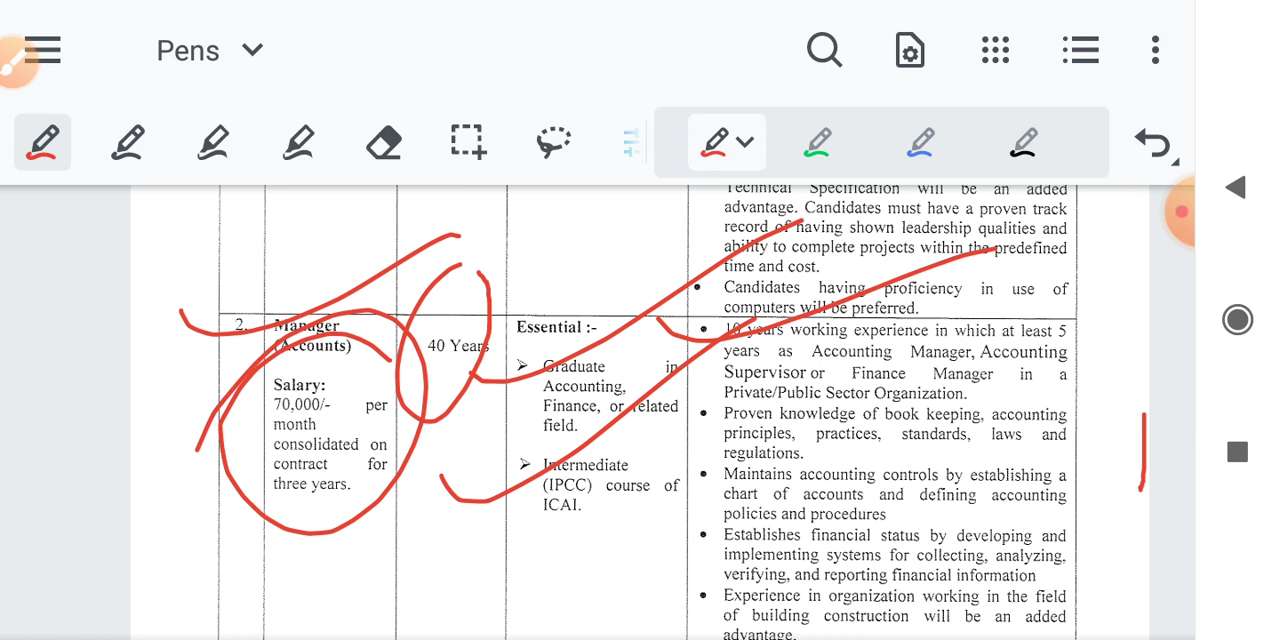 Pens
Technical Specification will be an added
advantage. Candidates must have a proven track
record of having shown leadership qualities and
ability to complete projects within the predefined
time and cost.
• Candidates having proficiency in use of
computers will be preferred.
2. Manager
(Accounts)
Salary:
70,000/- per
month
consolidated on
contract for
three years.
40 Years
Essential :-
➢ Graduate in
Accounting,
Finance, or related
field.
➢ Intermediate
(IPCC) course of
ICAI.
• 10 years working experience in which at least 5
years as Accounting Manager, Accounting
Supervisor or Finance Manager in a
Private/Public Sector Organization.
• Proven knowledge of book keeping, accounting
principles, practices, standards, laws and
regulations.
• Maintains accounting controls by establishing a
chart of accounts and defining accounting
policies and procedures
• Establishes financial status by developing and
implementing systems for collecting, analyzing,
verifying, and reporting financial information
• Experience in organization working in the field
of building construction will be an added
advantage.